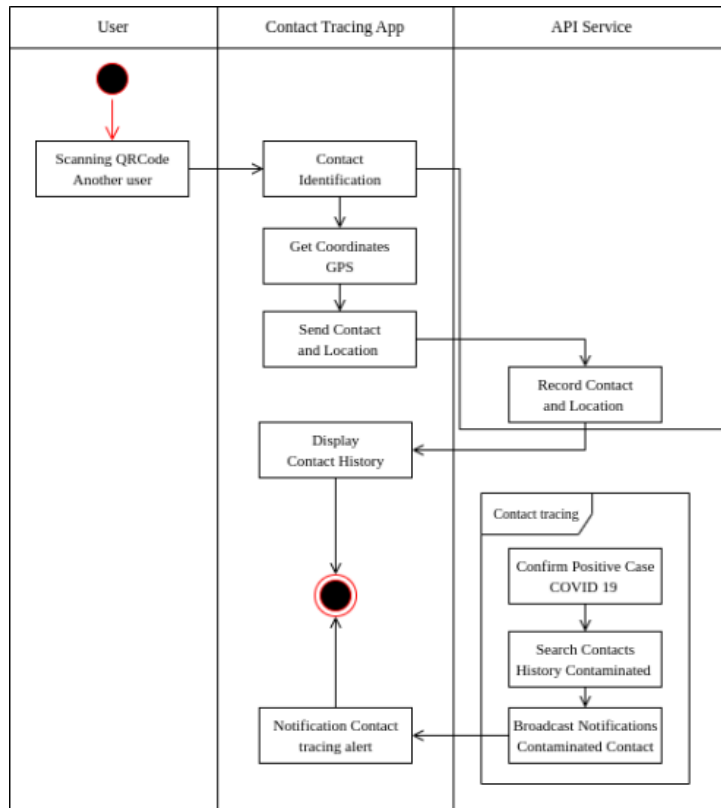 User
Contact Tracing App
API Service
Scanning QRCode
Another user
Contact
Identification
Get Coordinates
GPS
Send Contact
and Location
Record Contact
and Location
Display
Contact History
Contact tracing
Confirm Positive Case
COVID 19
Search Contacts
History Contaminated
Broadcast Notifications
Contaminated Contact
Notification Contact
tracing alert